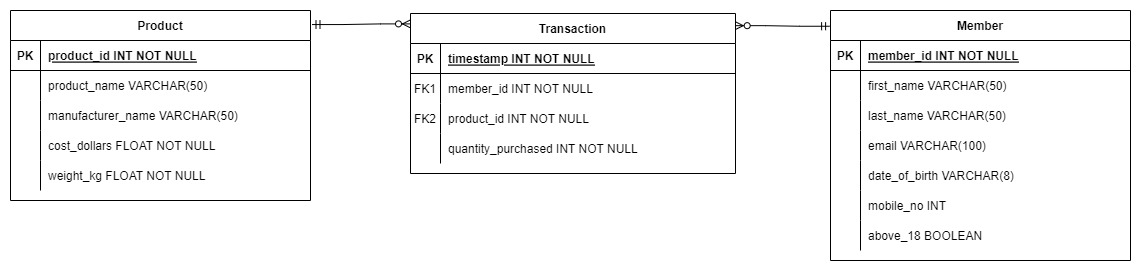 Product
PK product_id INT NOT NULL
product_name VARCHAR(50)
manufacturer_name VARCHAR(50)
cost_dollars FLOAT NOT NULL
weight_kg FLOAT NOT NULL
Transaction
PK timestamp INT NOT NULL
FK1 member_id INT NOT NULL
FK2 product_id INT NOT NULL
quantity_purchased INT NOT NULL
Member
PK member_id INT NOT NULL
first_name VARCHAR(50)
last_name VARCHAR(50)
email VARCHAR(100)
date_of_birth VARCHAR(8)
mobile_no INT
above_18 BOOLEAN